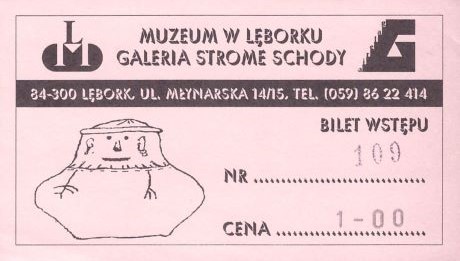 LM
MUZEUM W LĘBORKU
GALERIA STROME SCHODY
G
84-300 LĘBORK, UL. MŁYNARSKA 14/15, TEL. (059) 86 22 414
BILET WSTĘPU
NR 109
CENA 1-00